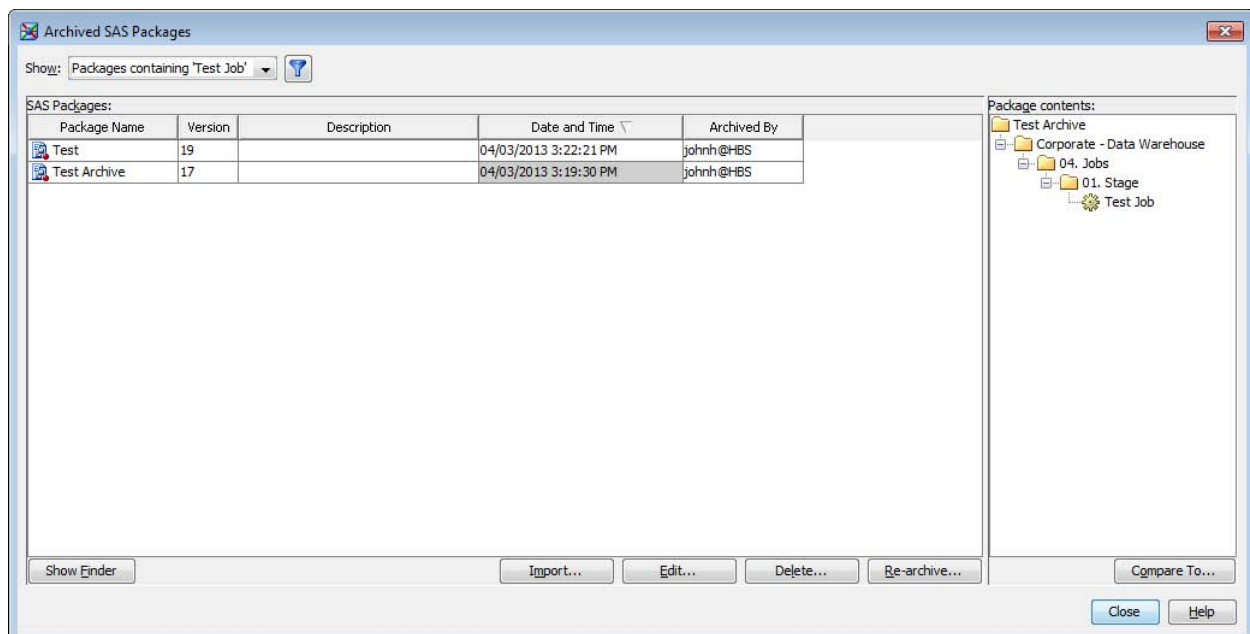 Archived SAS Packages
Show: Packages containing 'Test Job'
SAS Packages:
Package Name Version Description Date and Time Archived By
Test 19 04/03/2013 3:22:21 PM johnh@HBS
Test Archive 17 04/03/2013 3:19:30 PM johnh@HBS
Package contents:
Test Archive
Corporate - Data Warehouse
04. Jobs
01. Stage
Test Job
Show Finder Import... Edit... Delete... Re-archive... Compare To...
Close Help